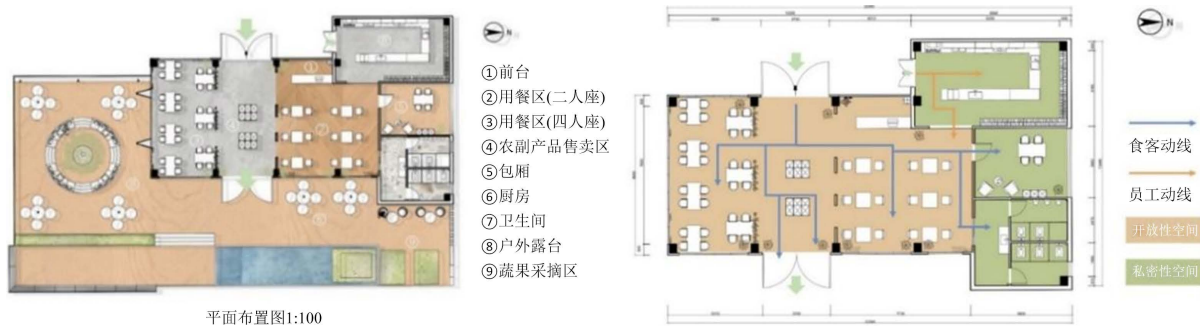 N
①前台
②用餐区(二人座)
③用餐区(四人座)
④农副产品售卖区
⑤包厢
⑥厨房
⑦卫生间
⑧户外露台
⑨蔬果采摘区
平面布置图1:100
N
食客动线
员工动线
开放性空间
私密性空间